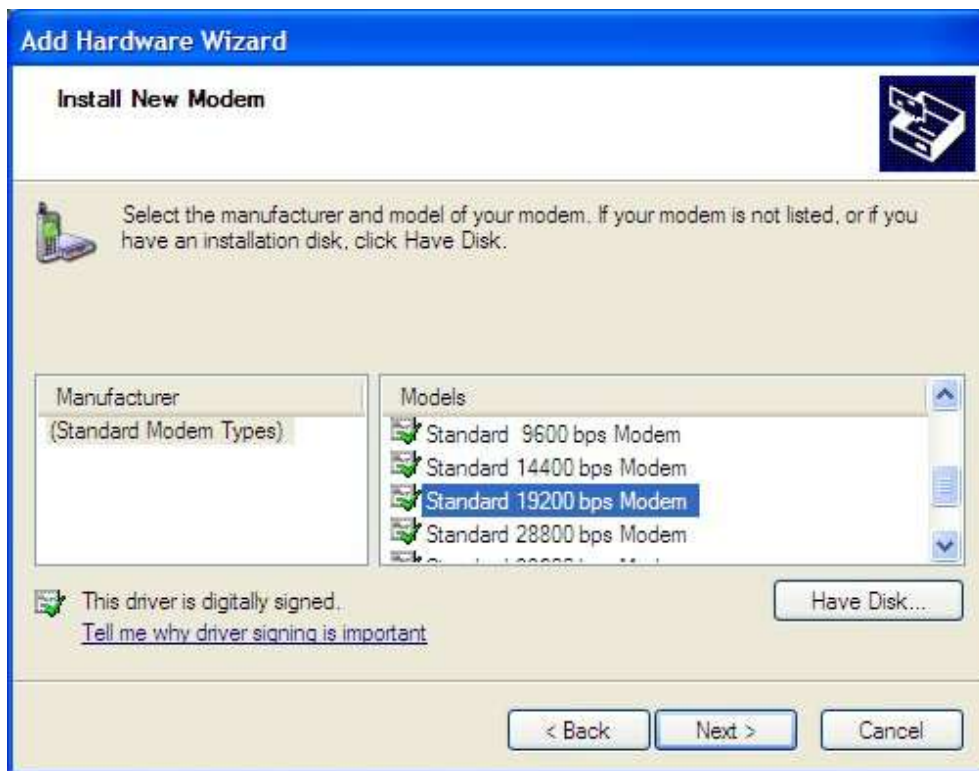 Add Hardware Wizard
Install New Modem
Select the manufacturer and model of your modem. If your modem is not listed, or if you
have an installation disk, click Have Disk.
Manufacturer
(Standard Modem Types)
Models
Standard 9600 bps Modem
Standard 14400 bps Modem
Standard 19200 bps Modem
Standard 28800 bps Modem
This driver is digitally signed.
Tell me why driver signing is important
Have Disk...
< Back
Next >
Cancel